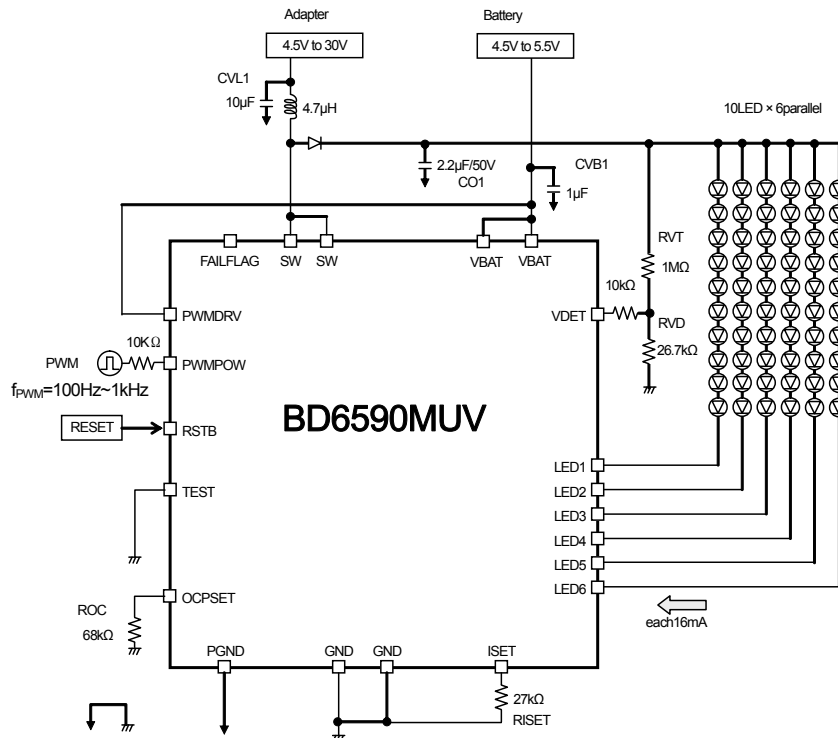 Adapter
Battery
4.5V to 30V
4.5V to 5.5V
CVL1
10µF
4.7µH
10LED × 6parallel
2.2µF/50V
CO1
CVB1
1µF
FAILFLAG
SW
SW
VBAT
VBAT
RVT
1MΩ
10kΩ
PWMDRV
VDET
RVD
26.7kΩ
10KΩ
PWM
PWMPOW
fPWM=100Hz~1kHz
BD6590MUV
RESET
RSTB
LED1
TEST
LED2
LED3
LED4
LED5
OCPSET
LED6
ROC
68kΩ
each16mA
PGND
GND
GND
ISET
27kΩ
RISET